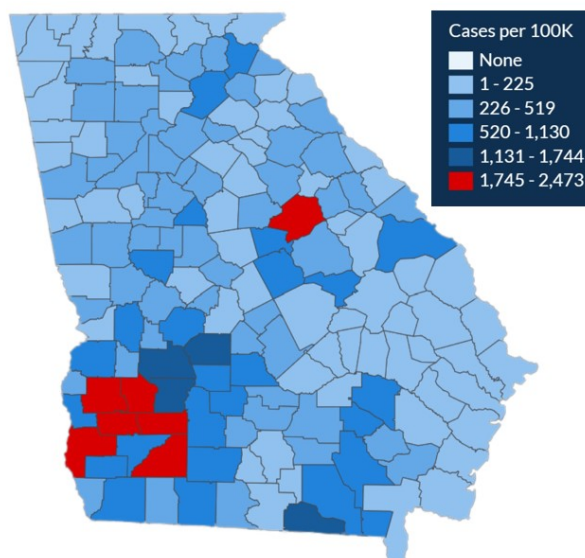 Cases per 100K
None
1 - 225
226 - 519
520 - 1,130
1,131 - 1,744
1,745 - 2,473